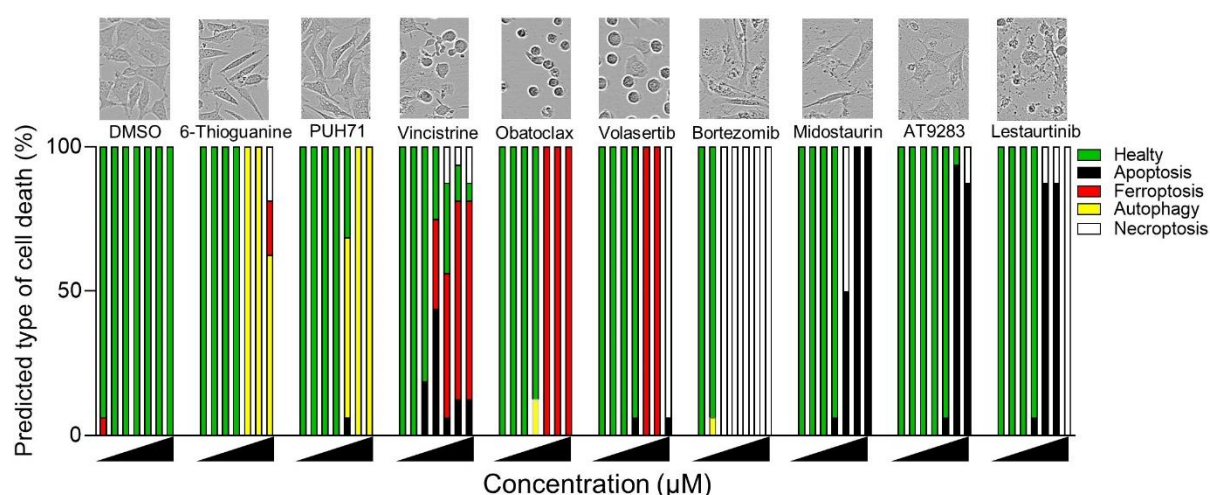 DMSO 6-Thioguanine PUH71 Vincistrine Obatoclax Volasertib Bortezomib Midostaurin AT9283 Lestaurtinib
Predicted type of cell death (%)
100
50
0
Healty
Apoptosis
Ferroptosis
Autophagy
Necroptosis
Concentration (µM)